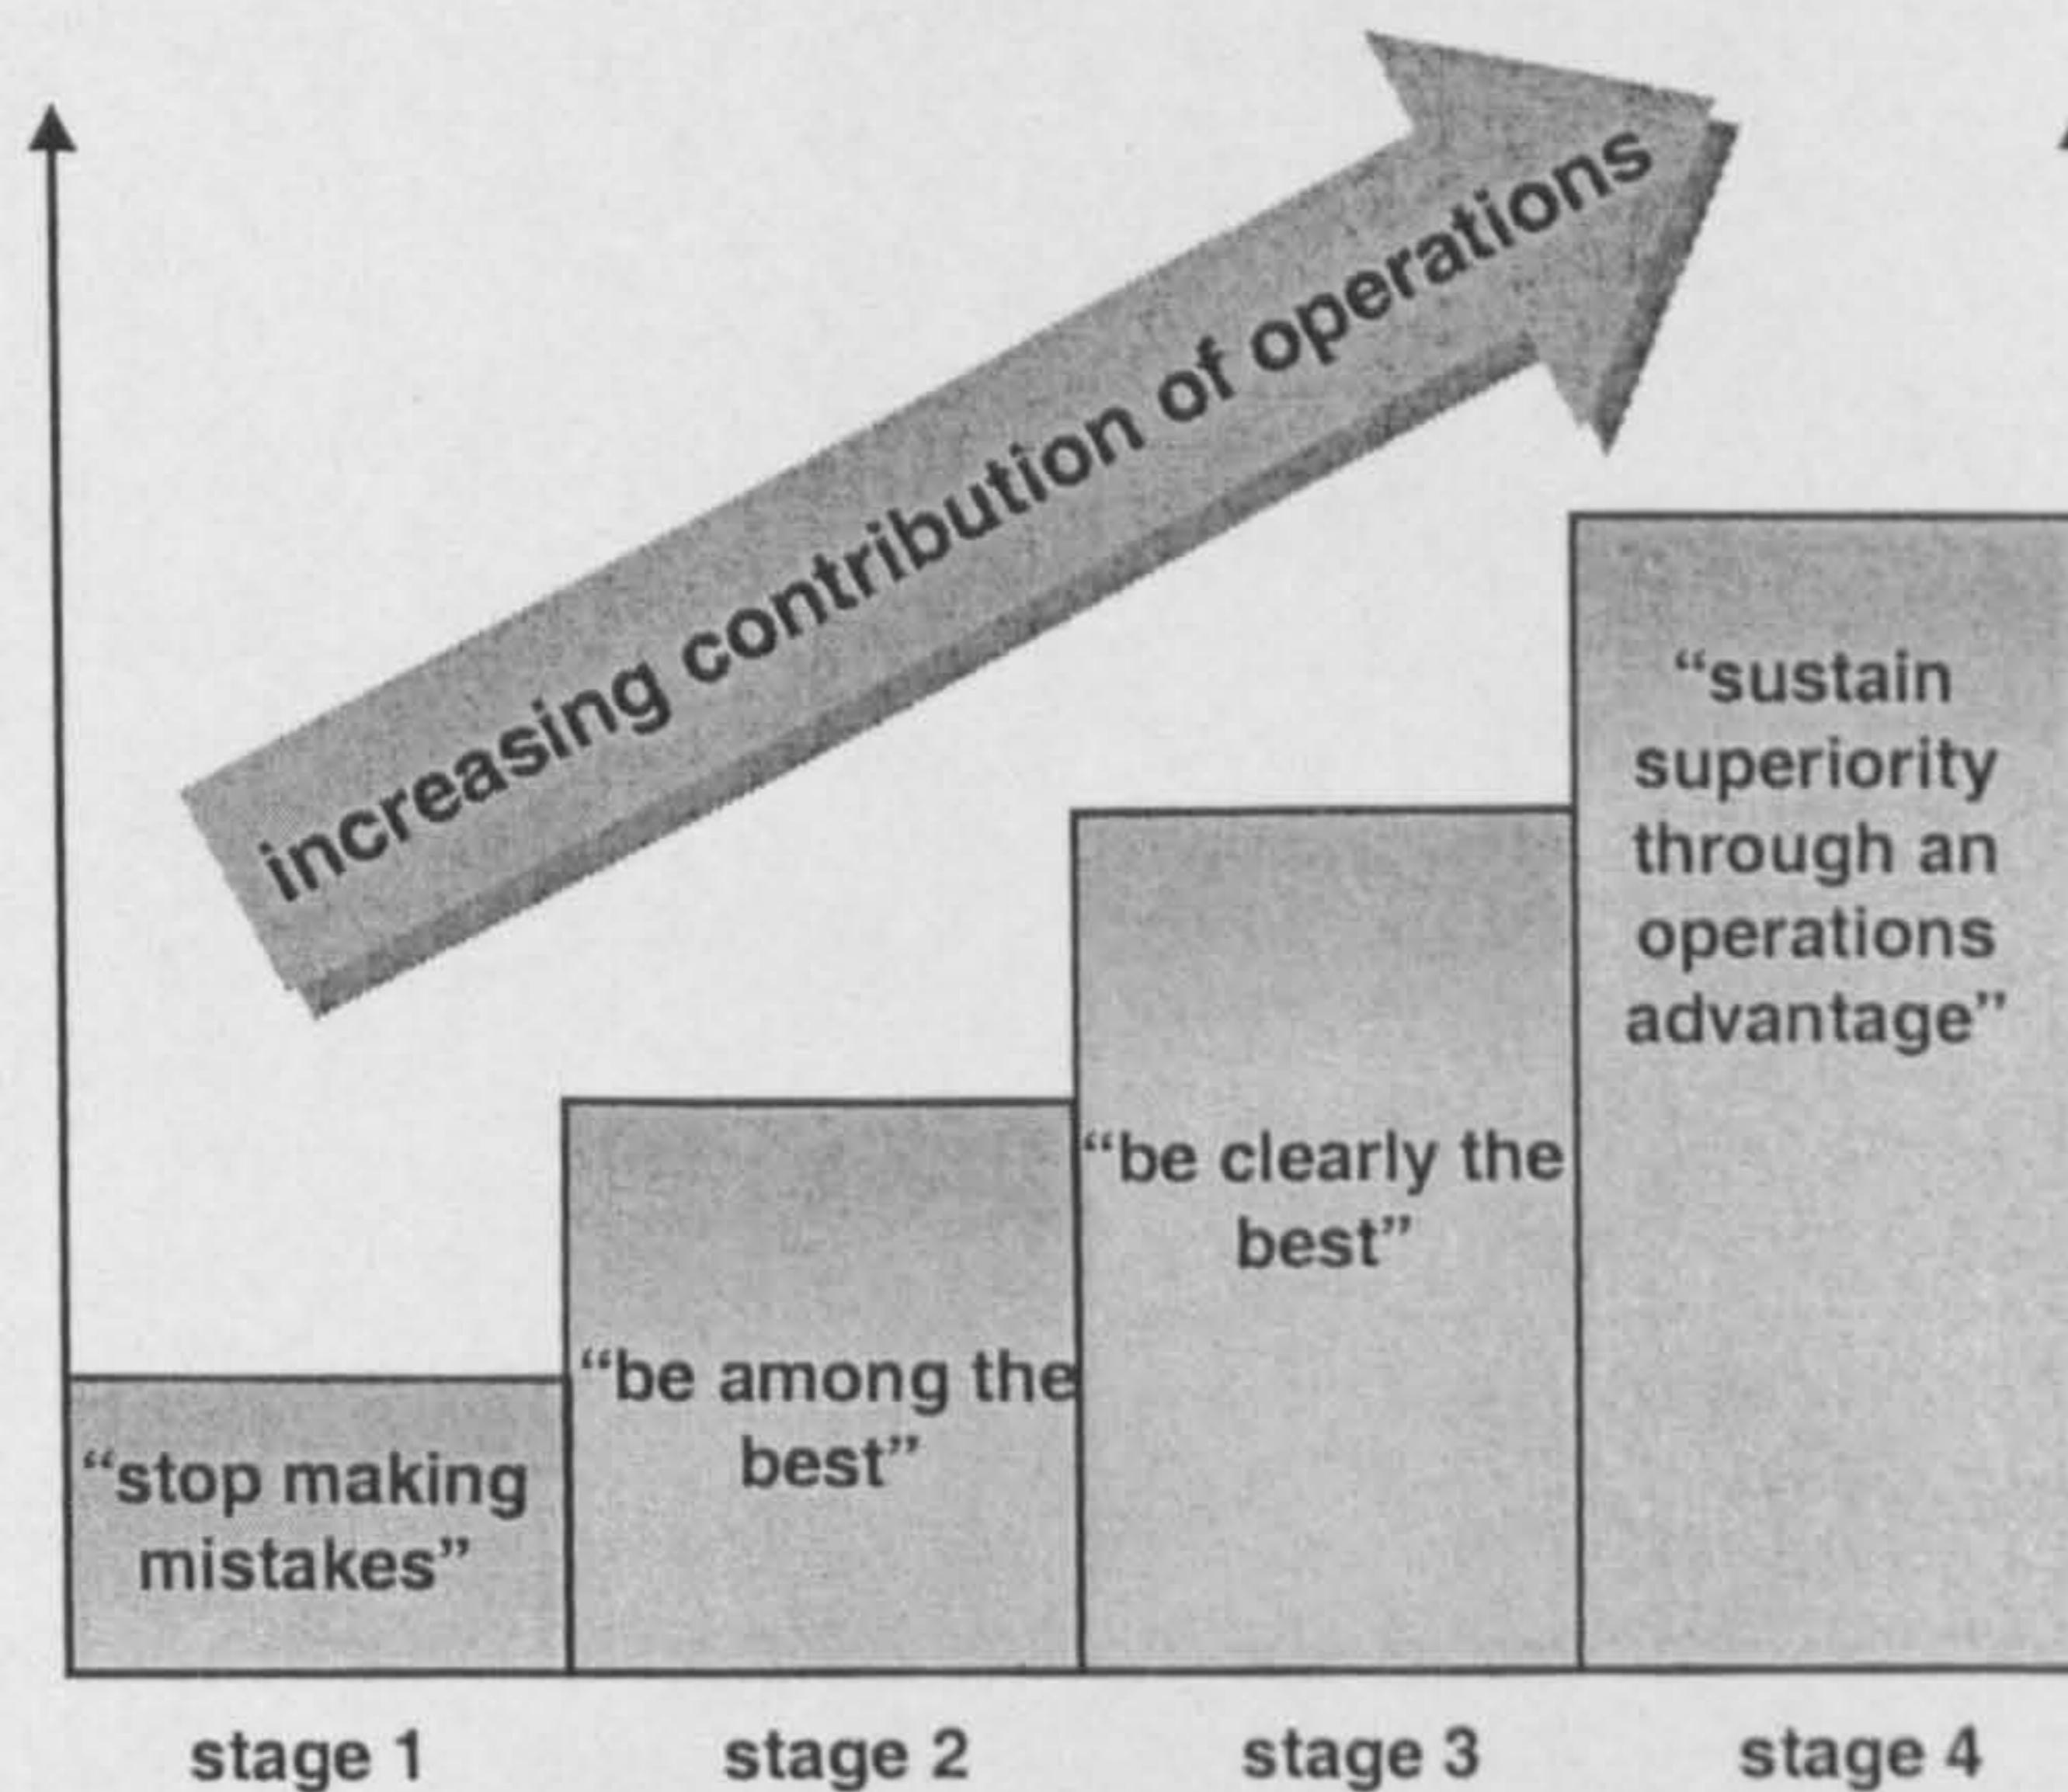 increasing contribution of operations
“sustain
superiority
through an
operations
advantage”
“be clearly the
best”
“be among the
best”
“stop making
mistakes”
stage 1
stage 2
stage 3
stage 4